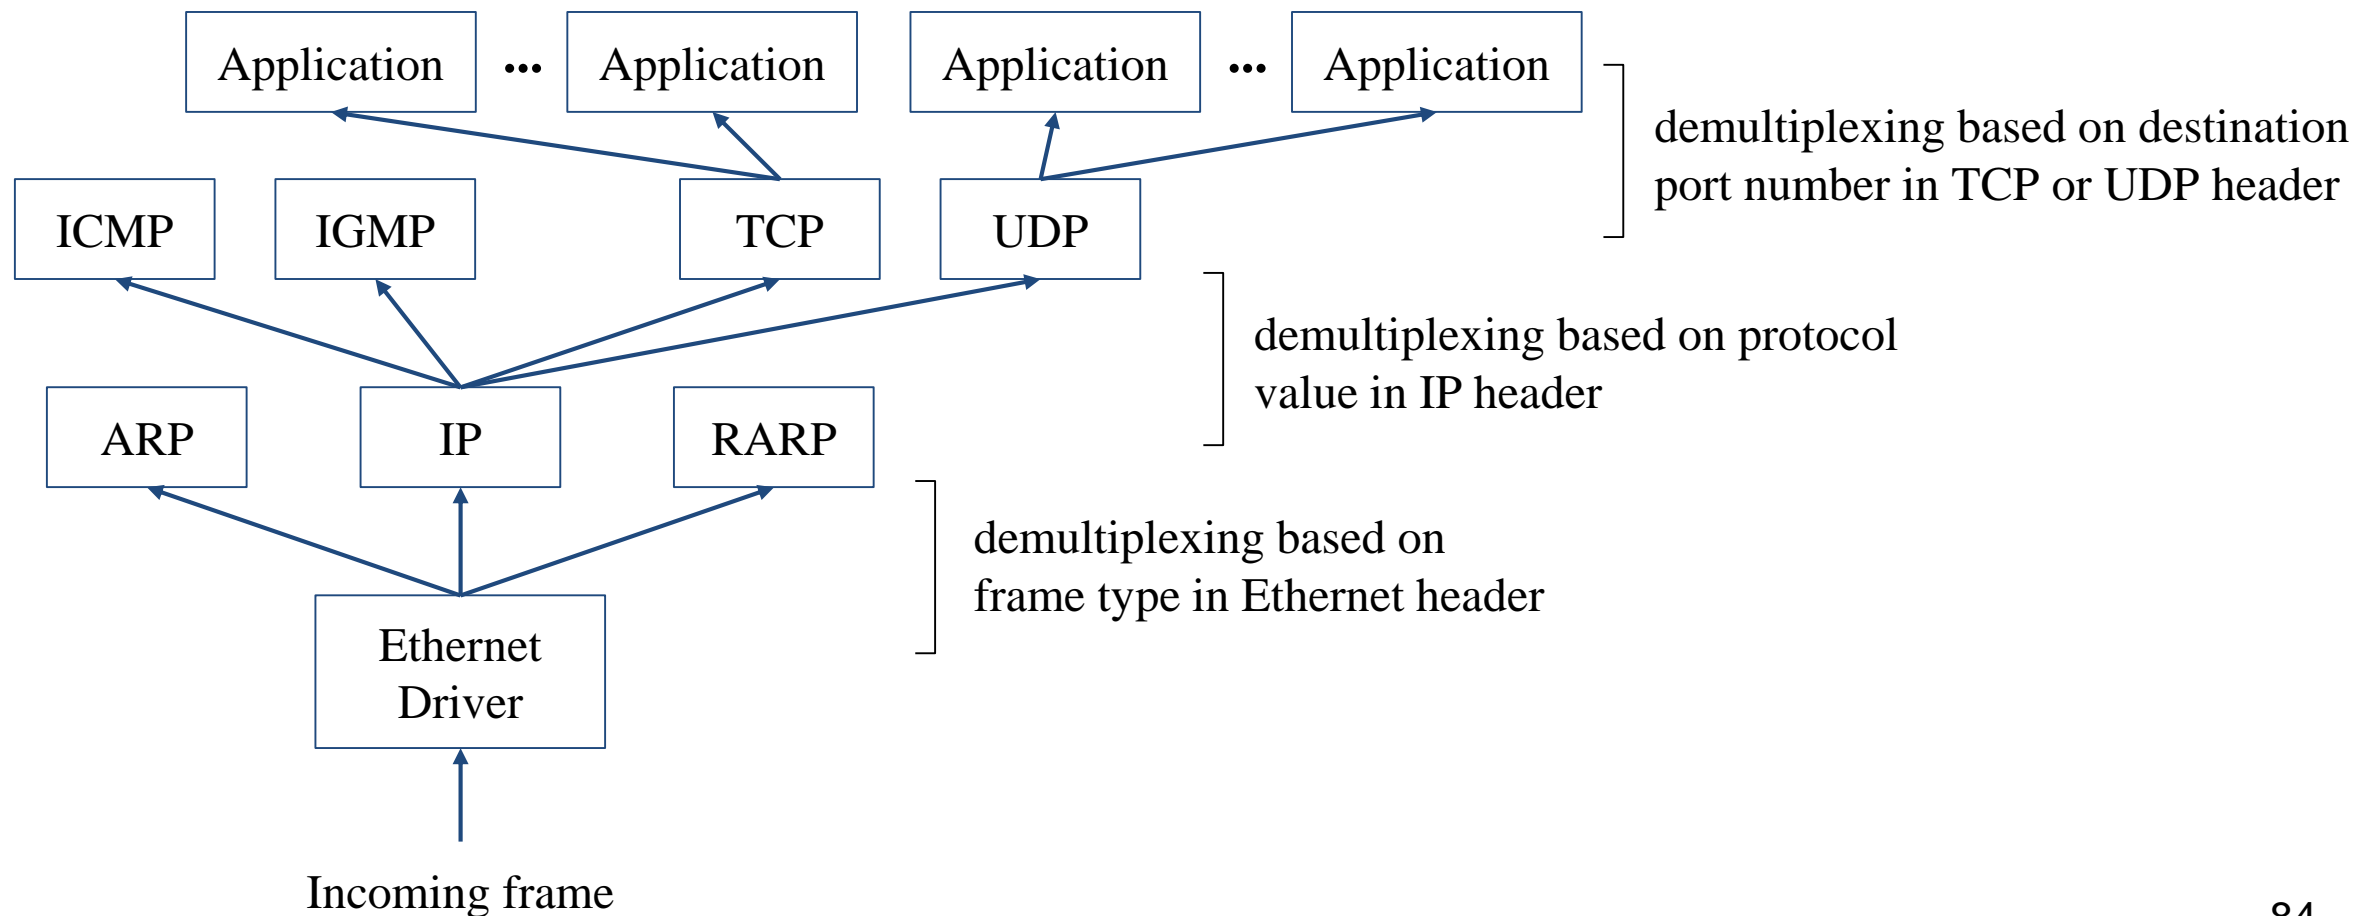 Application ... Application Application ... Application
demultiplexing based on destination
port number in TCP or UDP header
ICMP IGMP TCP UDP
demultiplexing based on protocol
value in IP header
ARP IP RARP
demultiplexing based on
frame type in Ethernet header
Ethernet
Driver
Incoming frame
84